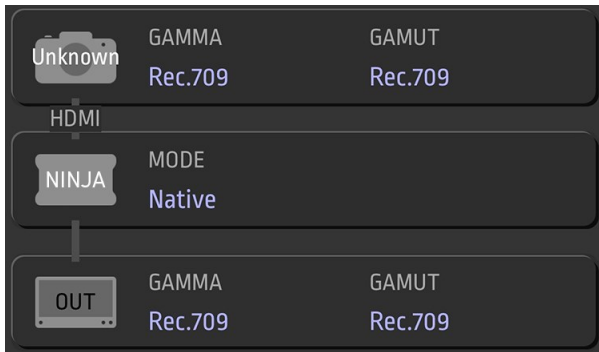 GAMMA GAMUT
Unknown Rec.709 Rec.709
HDMI
MODE
NINJA Native
GAMMA GAMUT
OUT Rec.709 Rec.709